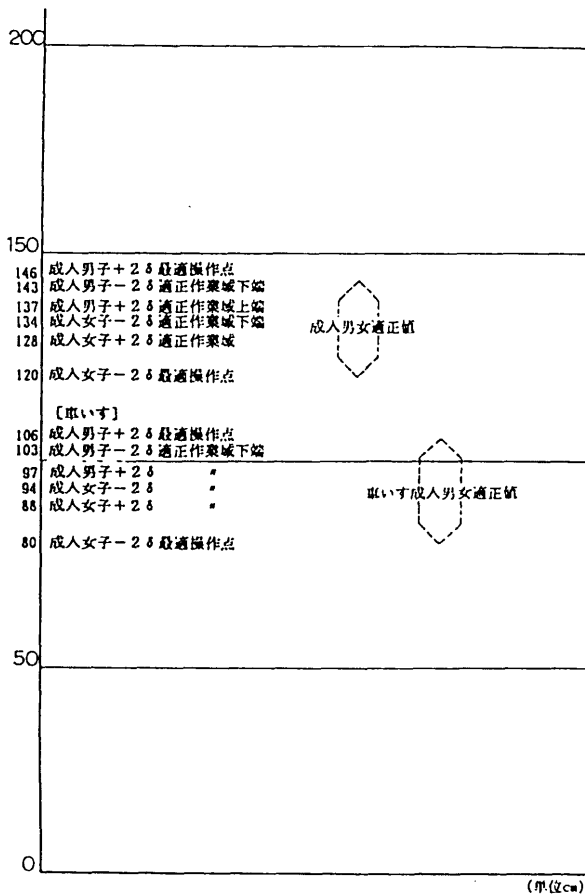 200
150
146 成人男子+2δ最適操作点
143 成人男子-2δ適正作業域下端
137 成人男子+2δ適正作業域上端
134 成人女子-2δ適正作業域下端
128 成人女子+2δ適正作業域
120 成人女子-2δ最適操作点
成人男女適正値
〔車いす〕
106 成人男子+2δ最適操作点
103 成人男子-2δ適正作業域下端
97 成人男子+2δ 〃
94 成人女子-2δ 〃
88 成人女子+2δ 〃
80 成人女子-2δ最適操作点
車いす成人男女適正値
50
0
(単位cm)